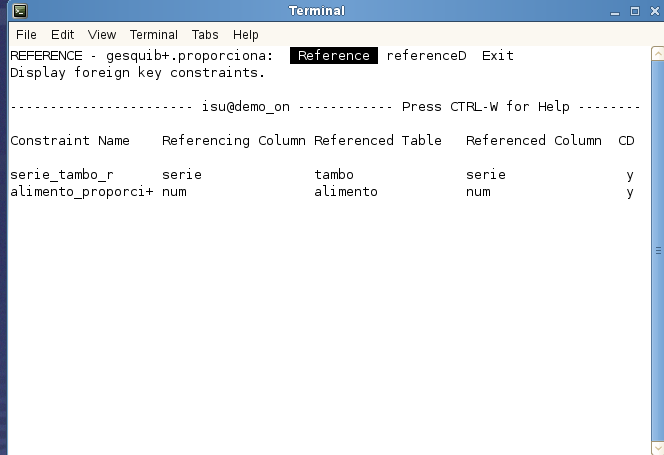 Terminal
File Edit View Terminal Tabs Help
REFERENCE - gesquib+.proporciona: Reference referenceD Exit
Display foreign key constraints.
----------------------- isu@demo_on ------------ Press CTRL-W for Help --------
Constraint Name Referencing Column Referenced Table Referenced Column CD
serie_tambo_r serie tambo serie y
alimento_proporci+ num alimento num y